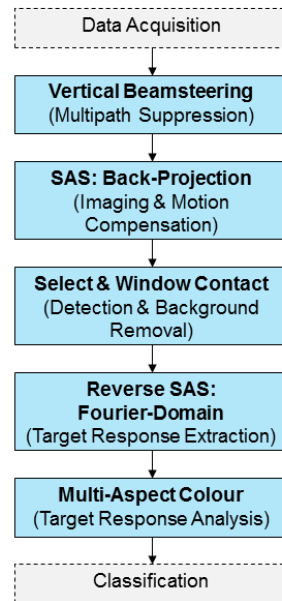 Data Acquisition
Vertical Beamsteering
(Multipath Suppression)
SAS: Back-Projection
(Imaging & Motion
Compensation)
Select & Window Contact
(Detection & Background
Removal)
Reverse SAS:
Fourier-Domain
(Target Response Extraction)
Multi-Aspect Colour
(Target Response Analysis)
Classification